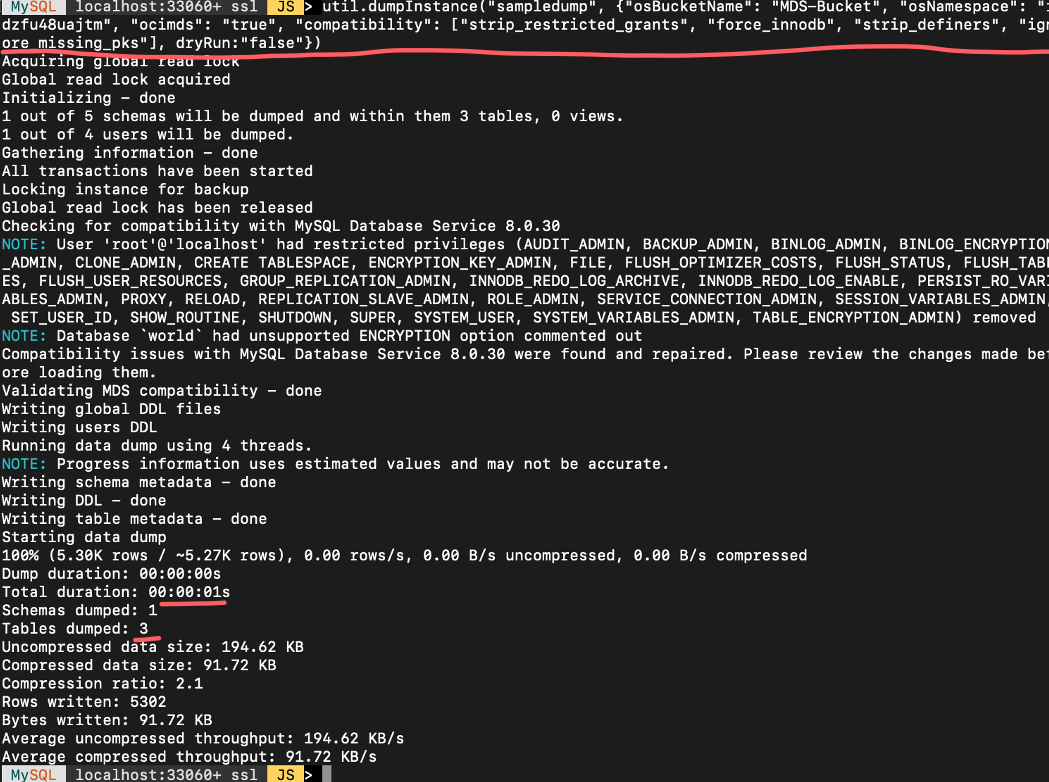 MySQL localhost:33060+ ssl JS > util.dumpInstance("sampledump", {"osBucketName": "MDS-Bucket", "osNamespace": "
dzfu48uajtm", "ocimds": "true", "compatibility": ["strip_restricted_grants", "force_innodb", "strip_definers", "ign
ore_missing_pks"], dryRun:"false"})
Acquiring global read lock
Global read lock acquired
Initializing - done
1 out of 5 schemas will be dumped and within them 3 tables, 0 views.
1 out of 4 users will be dumped.
Gathering information - done
All transactions have been started
Locking instance for backup
Global read lock has been released
Checking for compatibility with MySQL Database Service 8.0.30
NOTE: User 'root'@'localhost' had restricted privileges (AUDIT_ADMIN, BACKUP_ADMIN, BINLOG_ADMIN, BINLOG_ENCRYPTION
_ADMIN, CLONE_ADMIN, CREATE TABLESPACE, ENCRYPTION_KEY_ADMIN, FILE, FLUSH_OPTIMIZER_COSTS, FLUSH_STATUS, FLUSH_TABL
ES, FLUSH_USER_RESOURCES, GROUP_REPLICATION_ADMIN, INNODB_REDO_LOG_ARCHIVE, INNODB_REDO_LOG_ENABLE, PERSIST_RO_VARI
ABLES_ADMIN, PROXY, RELOAD, REPLICATION_SLAVE_ADMIN, ROLE_ADMIN, SERVICE_CONNECTION_ADMIN, SESSION_VARIABLES_ADMIN,
SET_USER_ID, SHOW_ROUTINE, SHUTDOWN, SUPER, SYSTEM_USER, SYSTEM_VARIABLES_ADMIN, TABLE_ENCRYPTION_ADMIN) removed
NOTE: Database `world` had unsupported ENCRYPTION option commented out
Compatibility issues with MySQL Database Service 8.0.30 were found and repaired. Please review the changes made bef
ore loading them.
Validating MDS compatibility - done
Writing global DDL files
Writing users DDL
Running data dump using 4 threads.
NOTE: Progress information uses estimated values and may not be accurate.
Writing schema metadata - done
Writing DDL - done
Writing table metadata - done
Starting data dump
100% (5.30K rows / ~5.27K rows), 0.00 rows/s, 0.00 B/s uncompressed, 0.00 B/s compressed
Dump duration: 00:00:00s
Total duration: 00:00:01s
Schemas dumped: 1
Tables dumped: 3
Uncompressed data size: 194.62 KB
Compressed data size: 91.72 KB
Compression ratio: 2.1
Rows written: 5302
Bytes written: 91.72 KB
Average uncompressed throughput: 194.62 KB/s
Average compressed throughput: 91.72 KB/s
MySQL localhost:33060+ ssl JS >